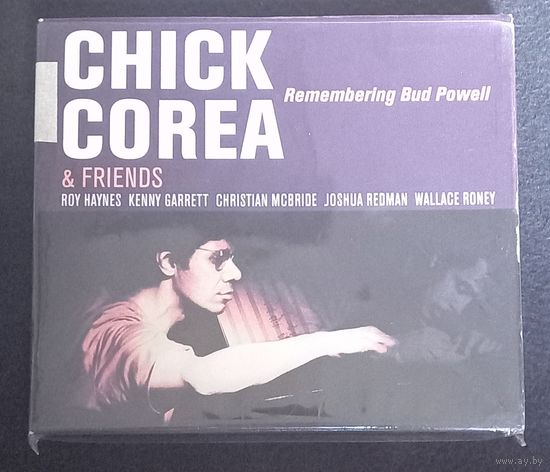 CHICK
COREA
Remembering Bud Powell
& FRIENDS
ROY HAYNES KENNY GARRETT CHRISTIAN MCBRIDE JOSHUA REDMAN WALLACE RONEY
www.ay.by